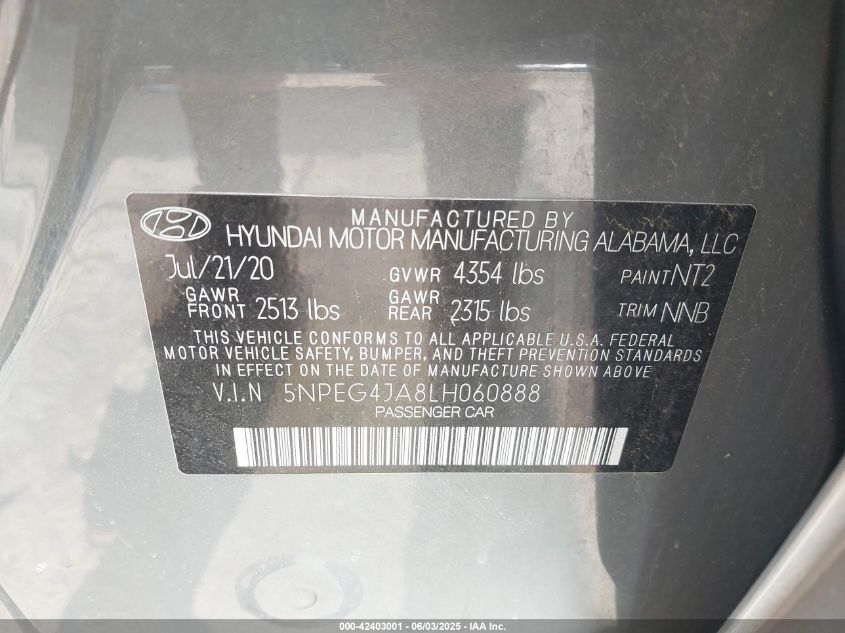 MANUFACTURED BY
HYUNDAI MOTOR MANUFACTURING ALABAMA, LLC
Jul/21/20 GVWR 4354 lbs PAINT NT2
GAWR FRONT 2513 lbs GAWR REAR 2315 lbs TRIM NNB
THIS VEHICLE CONFORMS TO ALL APPLICABLE U.S.A. FEDERAL
MOTOR VEHICLE SAFETY, BUMPER, AND THEFT PREVENTION STANDARDS
IN EFFECT ON THE DATE OF MANUFACTURE SHOWN ABOVE
V.I.N 5NPEG4JA8LH060888
PASSENGER CAR
000-42403001 - 06/03/2025 - IAA Inc.